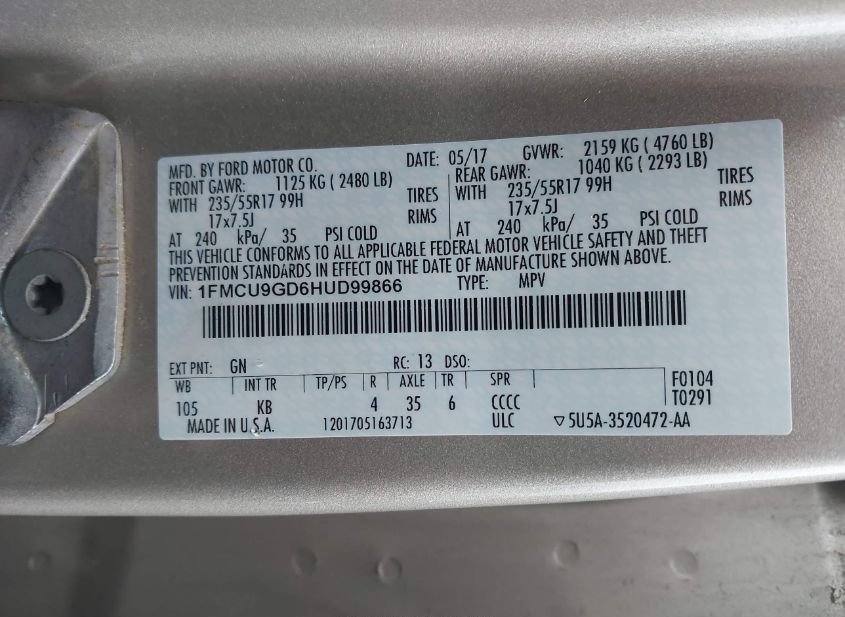 MFD. BY FORD MOTOR CO. DATE: 05/17 GVWR: 2159 KG ( 4760 LB)
FRONT GAWR: 1125 KG ( 2480 LB) REAR GAWR: 1040 KG ( 2293 LB)
WITH 235/55R17 99H TIRES WITH 235/55R17 99H TIRES
17x7.5J RIMS 17x7.5J RIMS
AT 240 kPa/ 35 PSI COLD AT 240 kPa/ 35 PSI COLD
THIS VEHICLE CONFORMS TO ALL APPLICABLE FEDERAL MOTOR VEHICLE SAFETY AND THEFT
PREVENTION STANDARDS IN EFFECT ON THE DATE OF MANUFACTURE SHOWN ABOVE.
VIN: 1FMCU9GD6HUD99866 TYPE: MPV
EXT PNT: GN RC: 13 DSO:
WB INT TR TP/PS R AXLE TR SPR F0104
105 KB 4 35 6 CCCC T0291
MADE IN U.S.A. 1201705163713 ULC ▽5U5A-3520472-AA